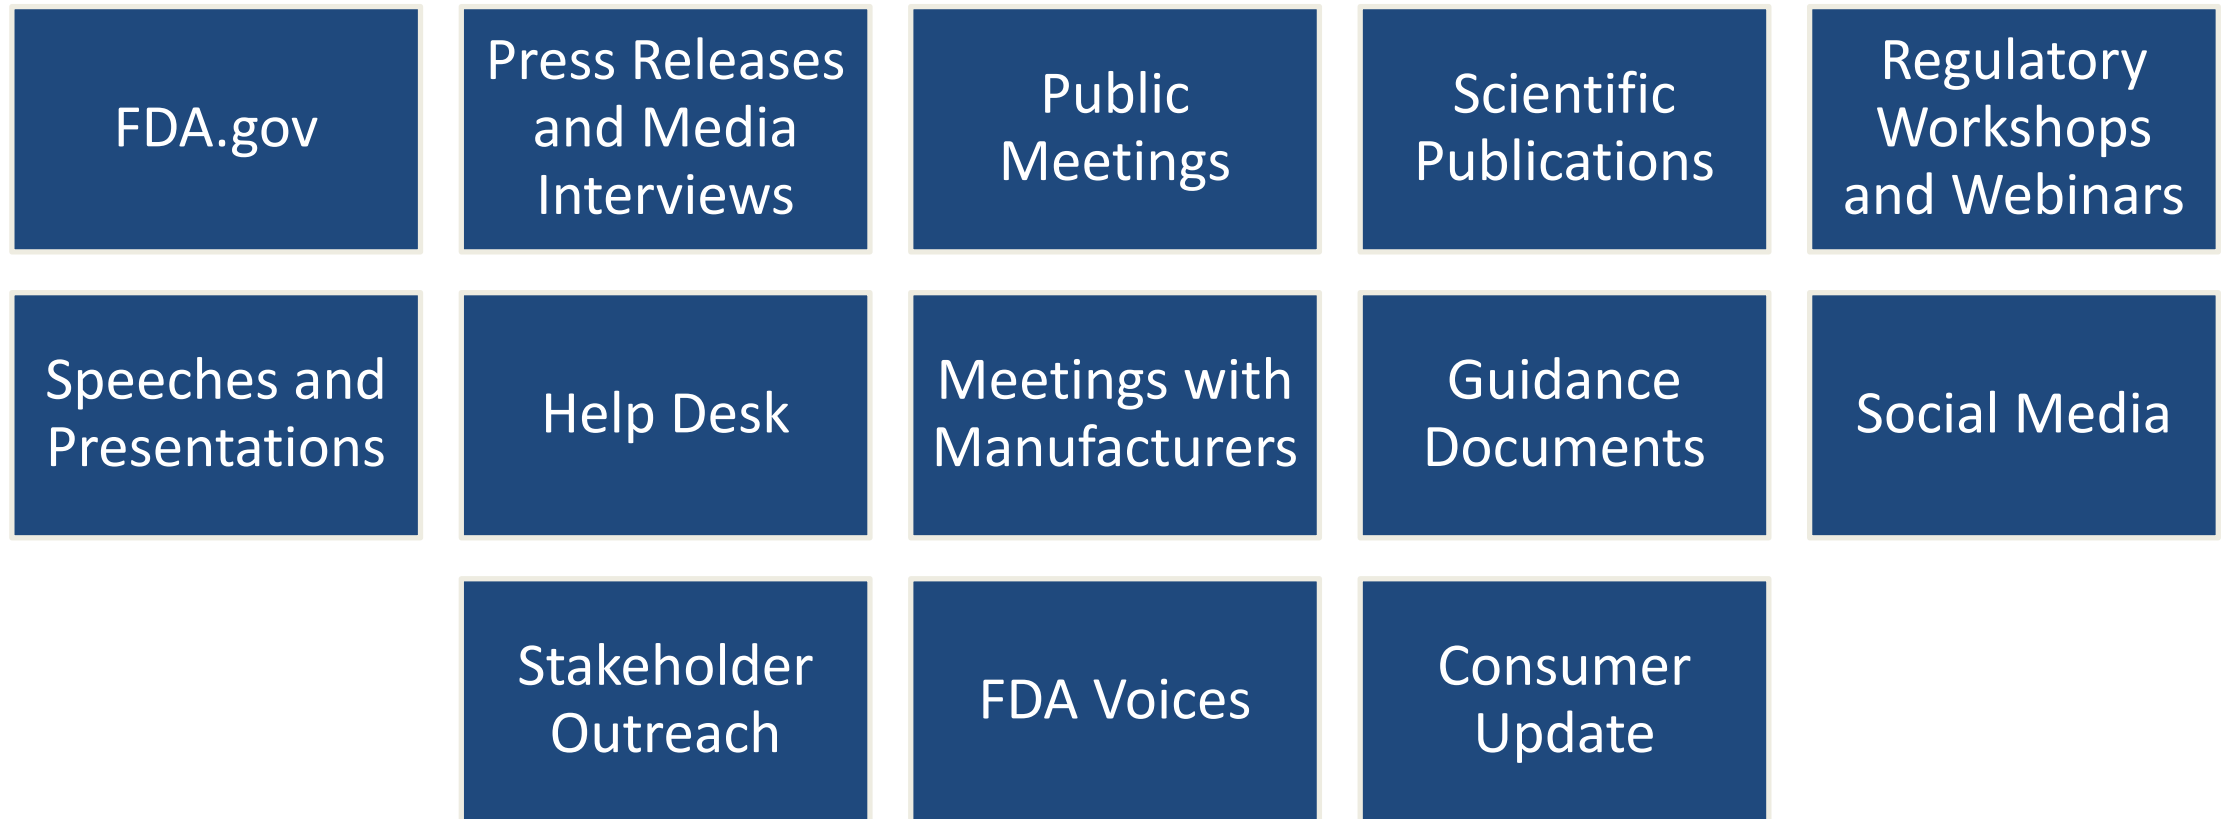 FDA.gov
Press Releases
and Media
Interviews
Public
Meetings
Scientific
Publications
Regulatory
Workshops
and Webinars
Speeches and
Presentations
Help Desk
Meetings with
Manufacturers
Guidance
Documents
Social Media
Stakeholder
Outreach
FDA Voices
Consumer
Update